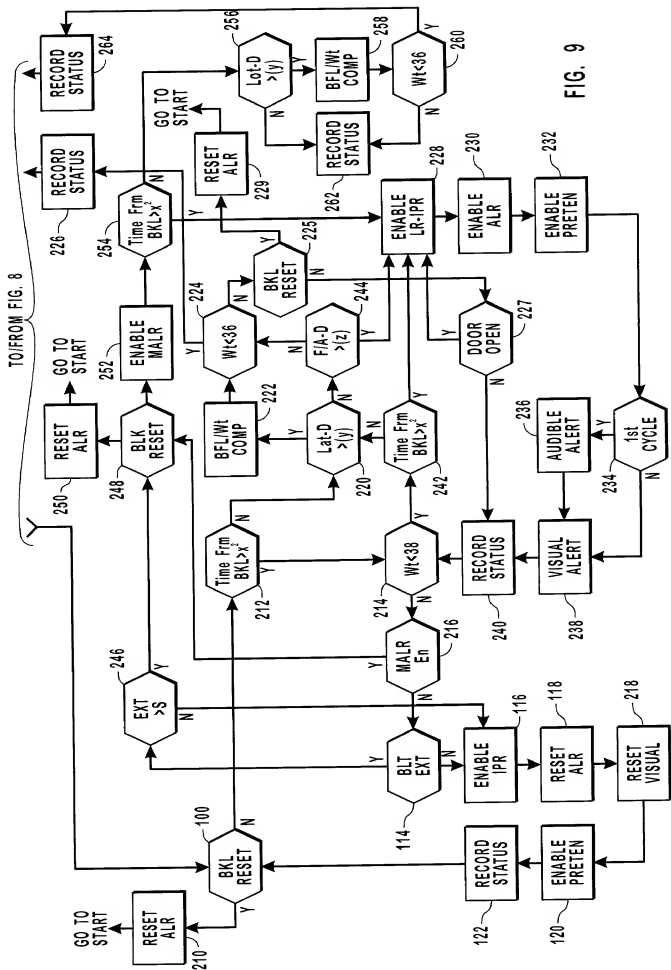 TO/FROM FIG. 8
GO TO
START
RESET
ALR
210
BKL
RESET
100
Y
N
EXT
>S
246
Y
N
RESET
ALR
250
GO TO
START
BLK
RESET
248
ENABLE
MALR
252
Time Frm
BKL>x²
254
N
Y
RECORD
STATUS
226
RECORD
STATUS
264
Time Frm
BKL>x²
212
N
Y
Lat-D
>(y)
220
Y
N
BFL/Wt
COMP
222
Wt<36
224
Y
N
F/A-D
>(z)
244
N
Y
BKL
RESET
225
Y
N
RESET
ALR
229
GO TO
START
Lat-D
>(y)
256
Y
N
BFL/Wt
COMP
258
Wt<36
260
Y
N
RECORD
STATUS
262
Wt<38
214
Y
N
Time Frm
BKL>x²
242
N
Y
DOOR
OPEN
227
Y
N
ENABLE
LR-IPR
228
ENABLE
ALR
230
ENABLE
PRETEN
232
1st
CYCLE
234
Y
N
AUDIBLE
ALERT
236
VISUAL
ALERT
238
RECORD
STATUS
240
MALR
En
216
Y
N
BLT
EXT
114
Y
N
ENABLE
IPR
116
RESET
ALR
118
RESET
VISUAL
218
ENABLE
PRETEN
120
RECORD
STATUS
122
FIG. 9